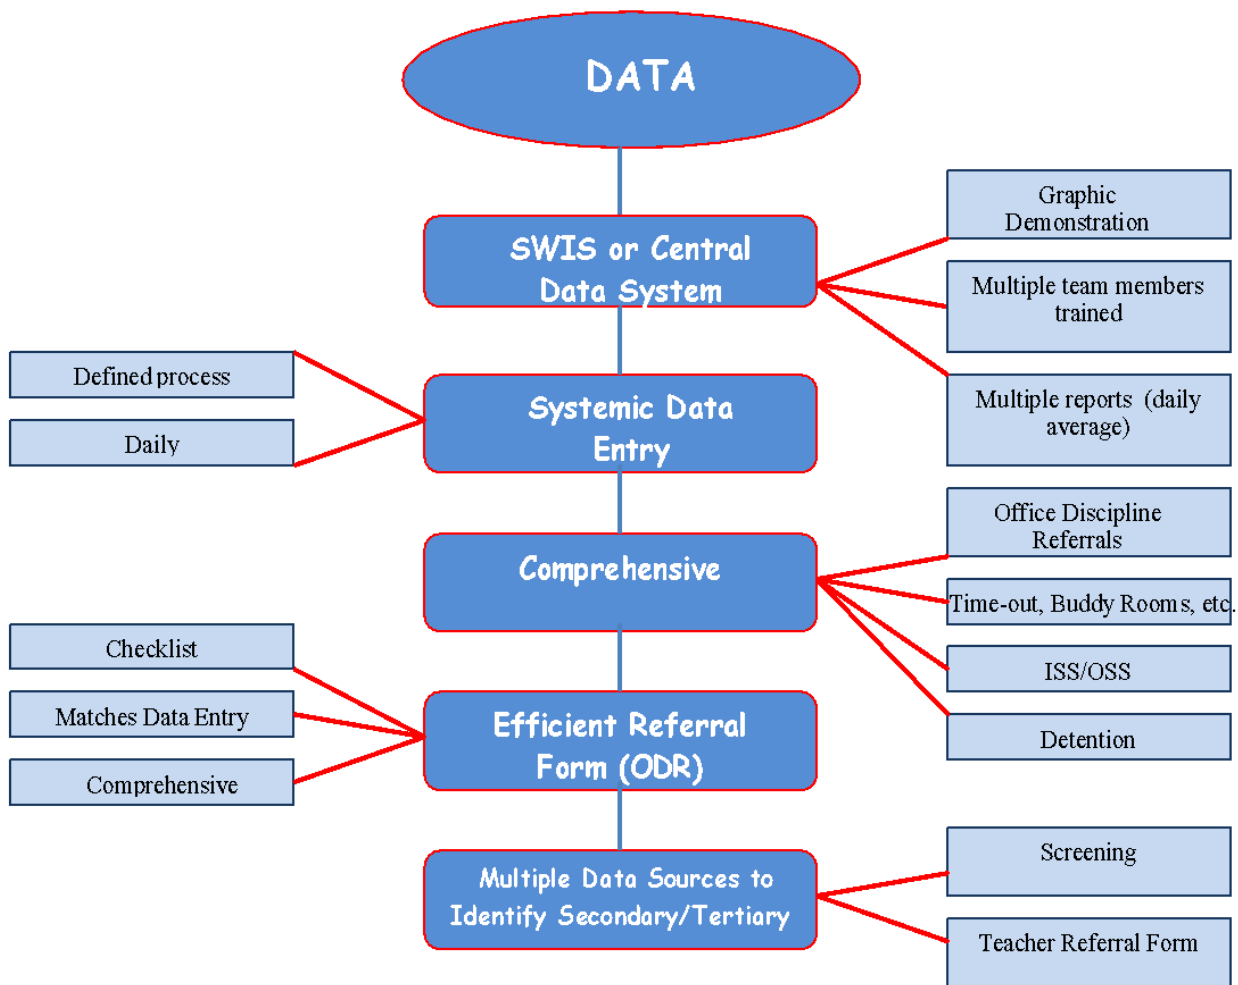 DATA
SWIS or Central
Data System
Graphic
Demonstration
Multiple team members
trained
Multiple reports (daily
average)
Systemic Data
Entry
Defined process
Daily
Comprehensive
Office Discipline
Referrals
Time-out, Buddy Rooms, etc.
ISS/OSS
Detention
Efficient Referral
Form (ODR)
Checklist
Matches Data Entry
Comprehensive
Multiple Data Sources to
Identify Secondary/Tertiary
Screening
Teacher Referral Form